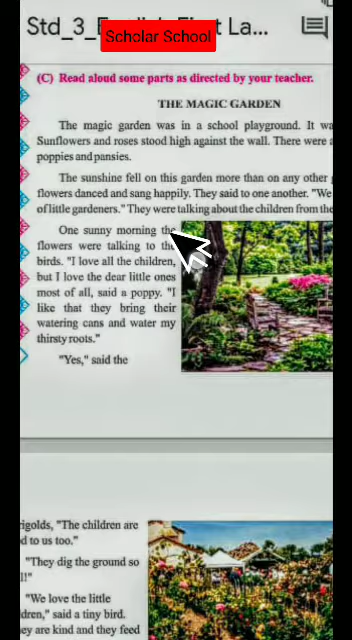 Std_3_ La...
Scholar School
(C) Read aloud some parts as directed by your teacher.
THE MAGIC GARDEN
The magic garden was in a school playground. It wa
Sunflowers and roses stood high against the wall. There were
poppies and pansies.
The sunshine fell on this garden more than on any other
flowers danced and sang happily. They said to one another. "We
of little gardeners." They were talking about the children from the
One sunny morning the
flowers were talking to the
birds. "I love all the children,
but I love the dear little ones
most of all, said a poppy. "I
like that they bring their
watering cans and water my
thirsty roots."
"Yes," said the
igolds, "The children are
d to us too."
"They dig the ground so
l!"
"We love the little
dren," said a tiny bird.
ey are kind and they feed